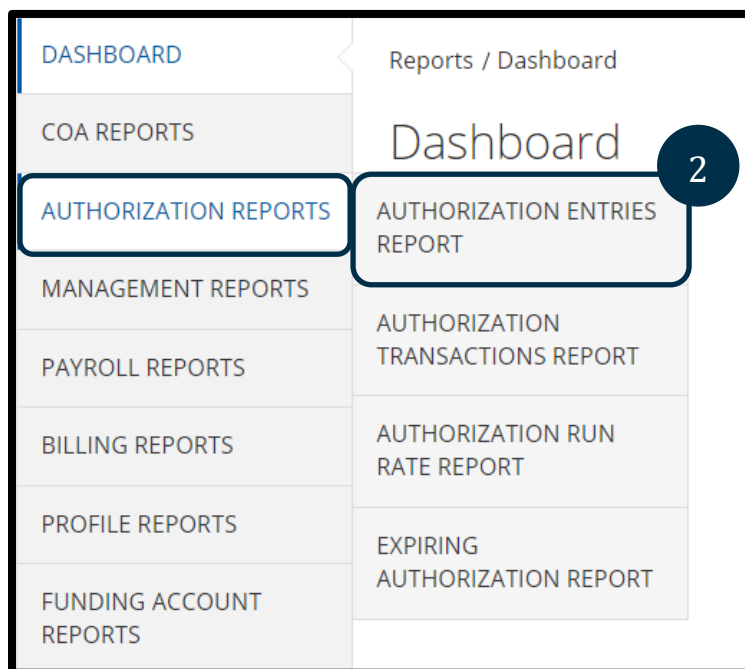 DASHBOARD
COA REPORTS
AUTHORIZATION REPORTS
MANAGEMENT REPORTS
PAYROLL REPORTS
BILLING REPORTS
PROFILE REPORTS
FUNDING ACCOUNT
REPORTS
Reports / Dashboard
Dashboard
2
AUTHORIZATION ENTRIES
REPORT
AUTHORIZATION
TRANSACTIONS REPORT
AUTHORIZATION RUN
RATE REPORT
EXPIRING
AUTHORIZATION REPORT